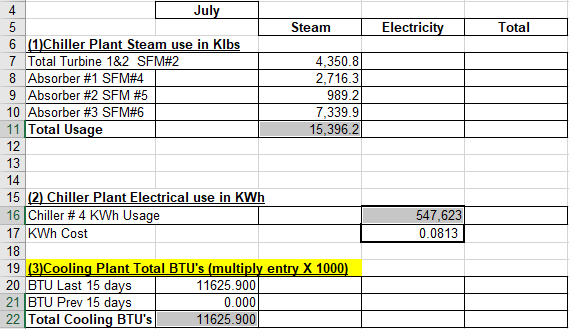 4 July
5 Steam Electricity Total
6 (1)Chiller Plant Steam use in Klbs
7 Total Turbine 1&2 SFM#2 4,350.8
8 Absorber #1 SFM#4 2,716.3
9 Absorber #2 SFM #5 989.2
10 Absorber #3 SFM#6 7,339.9
11 Total Usage 15,396.2
12
13
14
15 (2) Chiller Plant Electrical use in KWh
16 Chiller # 4 KWh Usage 547,623
17 KWh Cost 0.0813
18
19 (3)Cooling Plant Total BTU's (multiply entry X 1000)
20 BTU Last 15 days 11625.900
21 BTU Prev 15 days 0.000
22 Total Cooling BTU's 11625.900